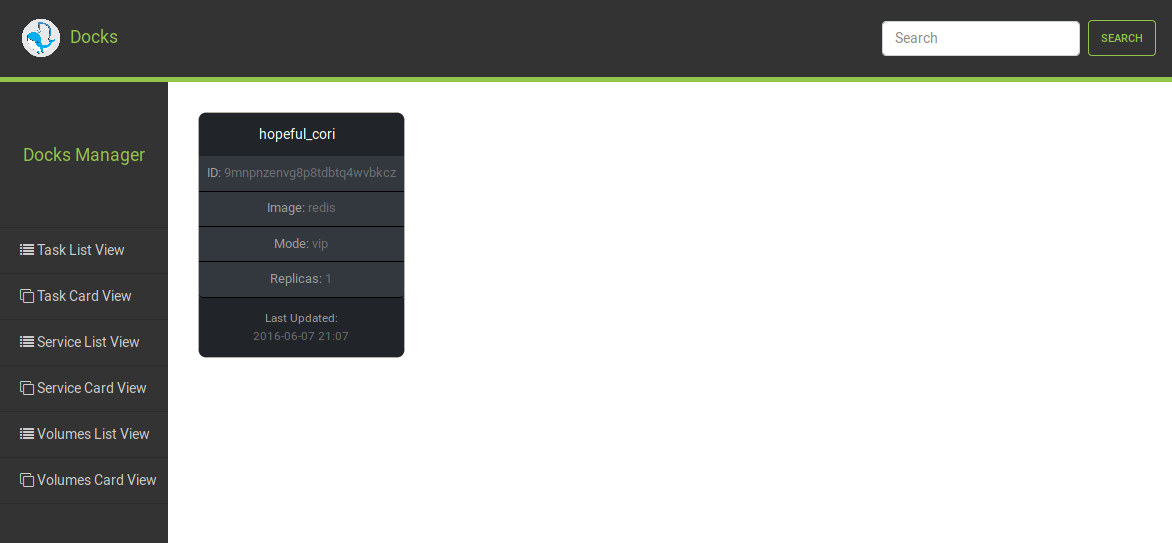 Docks
Search
SEARCH
Docks Manager
Task List View
Task Card View
Service List View
Service Card View
Volumes List View
Volumes Card View
hopeful_cori
ID: 9mnpnzenvg8p8tdbtq4wvbkcz
Image: redis
Mode: vip
Replicas: 1
Last Updated:
2016-06-07 21:07